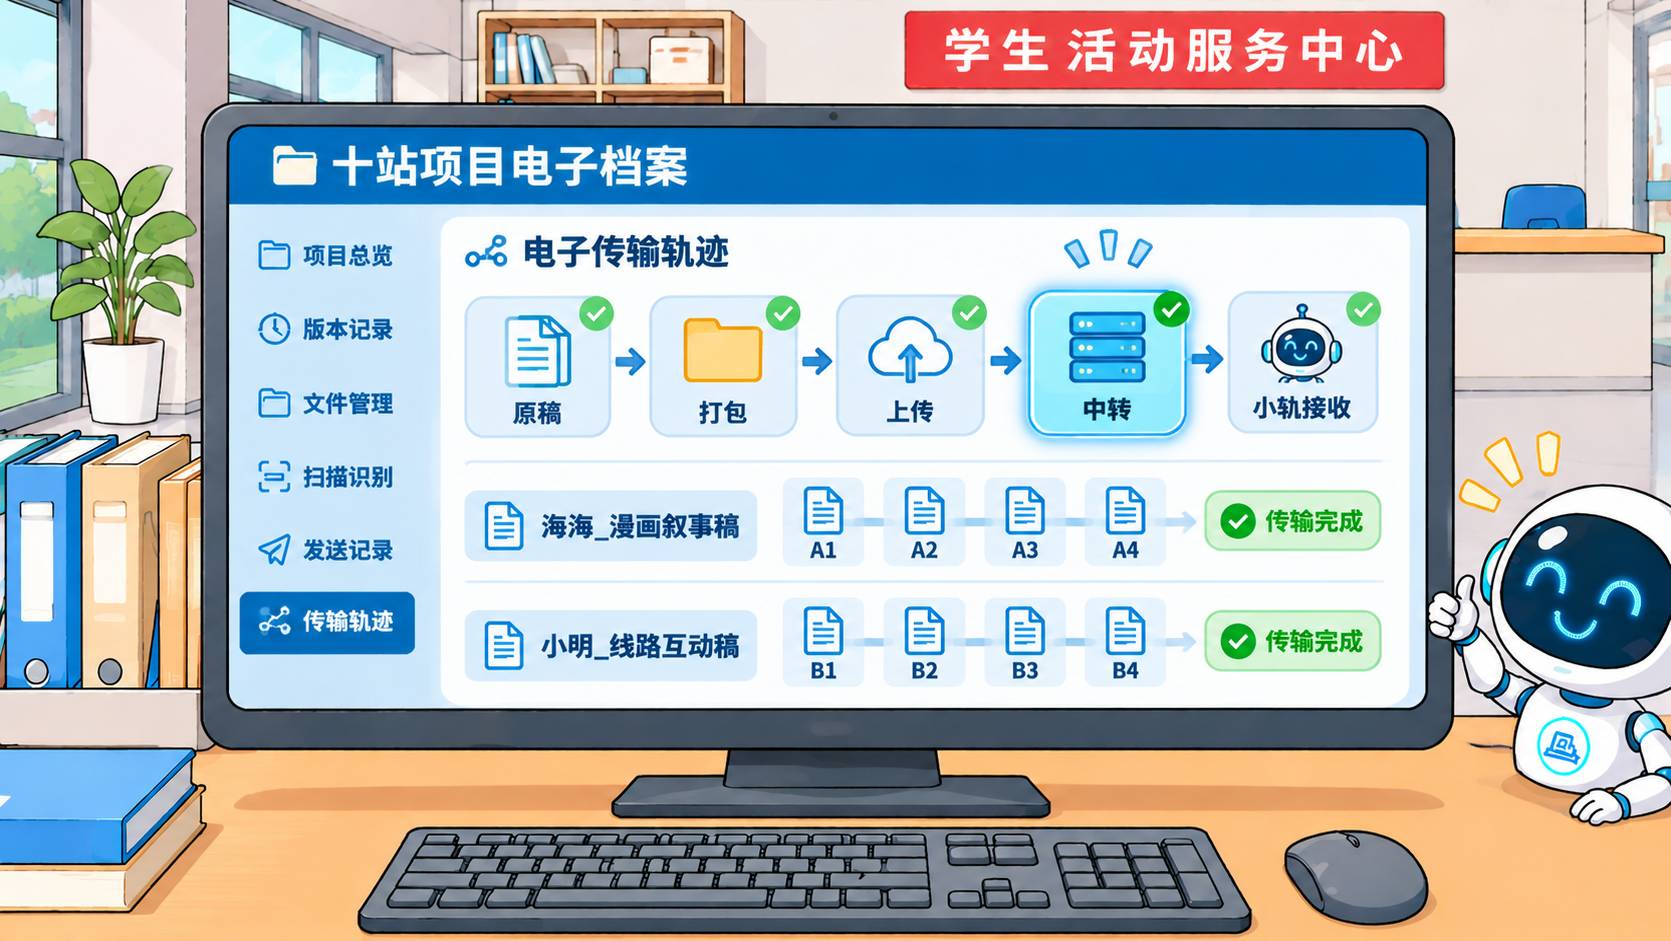 学生活动服务中心
十站项目电子档案
项目总览
版本记录
文件管理
扫描识别
发送记录
传输轨迹
电子传输轨迹
原稿
打包
上传
中转
小轨接收
海海_漫画叙事稿
A1
A2
A3
A4
传输完成
小明_线路互动稿
B1
B2
B3
B4
传输完成